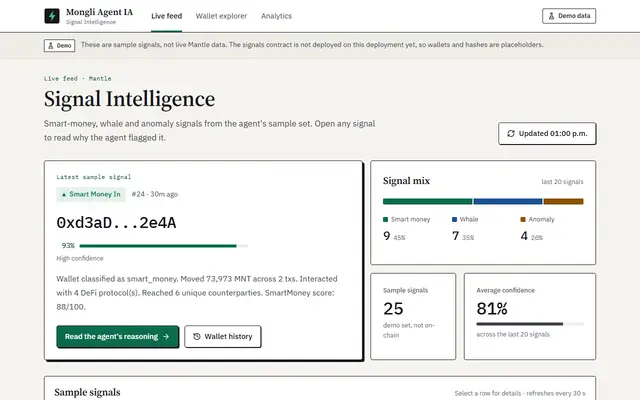 Mongli Agent IA
Signal Intelligence
Live feed
Wallet explorer
Analytics
Demo data
Demo
These are sample signals, not live Mantle data. The signals contract is not deployed on this deployment yet, so wallets and hashes are placeholders.
Live feed · Mantle
Signal Intelligence
Smart-money, whale and anomaly signals from the agent's sample set. Open any signal
to read why the agent flagged it.
Updated 01:00 p.m.
Latest sample signal
▲ Smart Money In
#24 · 30m ago
0xd3aD...2e4A
93%
High confidence
Wallet classified as smart_money. Moved 73,973 MNT across 2 txs. Interacted
with 4 DeFi protocol(s). Reached 6 unique counterparties. SmartMoney score:
88/100.
Read the agent's reasoning →
Wallet history
Signal mix
last 20 signals
Smart money
9 45%
Whale
7 35%
Anomaly
4 20%
Sample signals
25
demo set, not on-
chain
Average confidence
81%
across the last 20 signals
Sample signals
Select a row for details · refreshes every 30 s